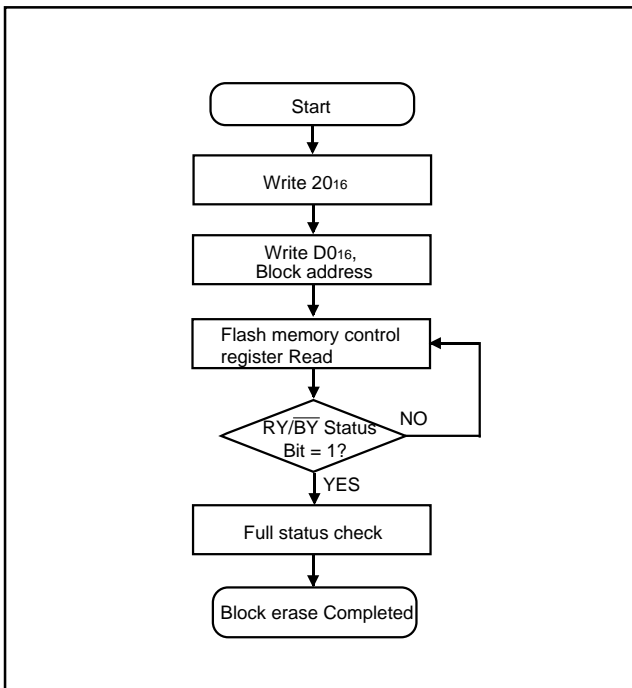 Start
Write 20₁₆
Write D0₁₆,
Block address
Flash memory control
register Read
RY/B̅Y̅ Status
Bit = 1?
NO
YES
Full status check
Block erase Completed